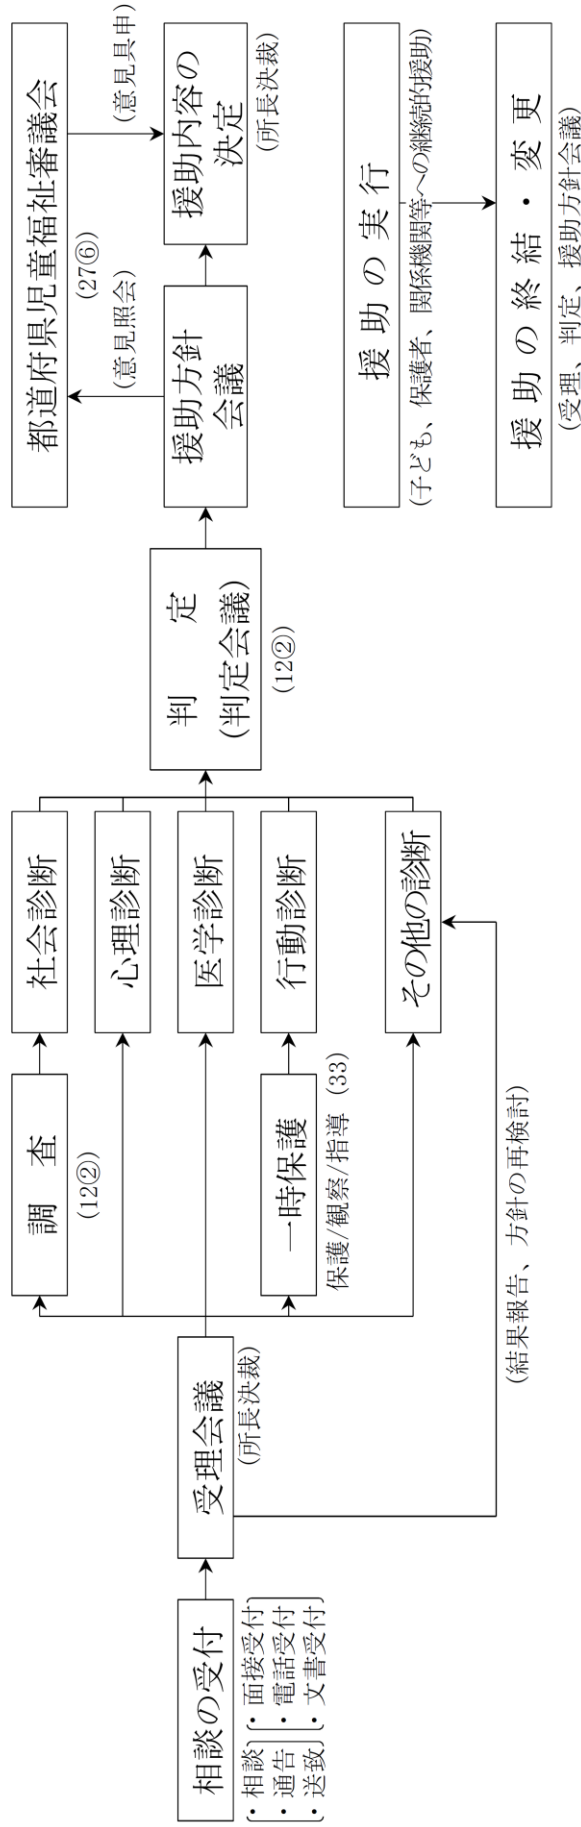 相談の受付
・相談
・通告
・送致
・面接受付
・電話受付
・文書受付
受理会議
(所長決裁)
調　査
(12②)
一時保護
保護/観察/指導 (33)
社会診断
心理診断
医学診断
行動診断
その他の診断
(結果報告、方針の再検討)
判　定
(判定会議)
(12②)
援助方針
会議
(意見照会)
都道府県児童福祉審議会
(27⑥)
(意見具申)
援助内容の
決定
(所長決裁)
援助の実行
(子ども、保護者、関係機関等への継続的援助)
援助の終結・変更
(受理、判定、援助方針会議)